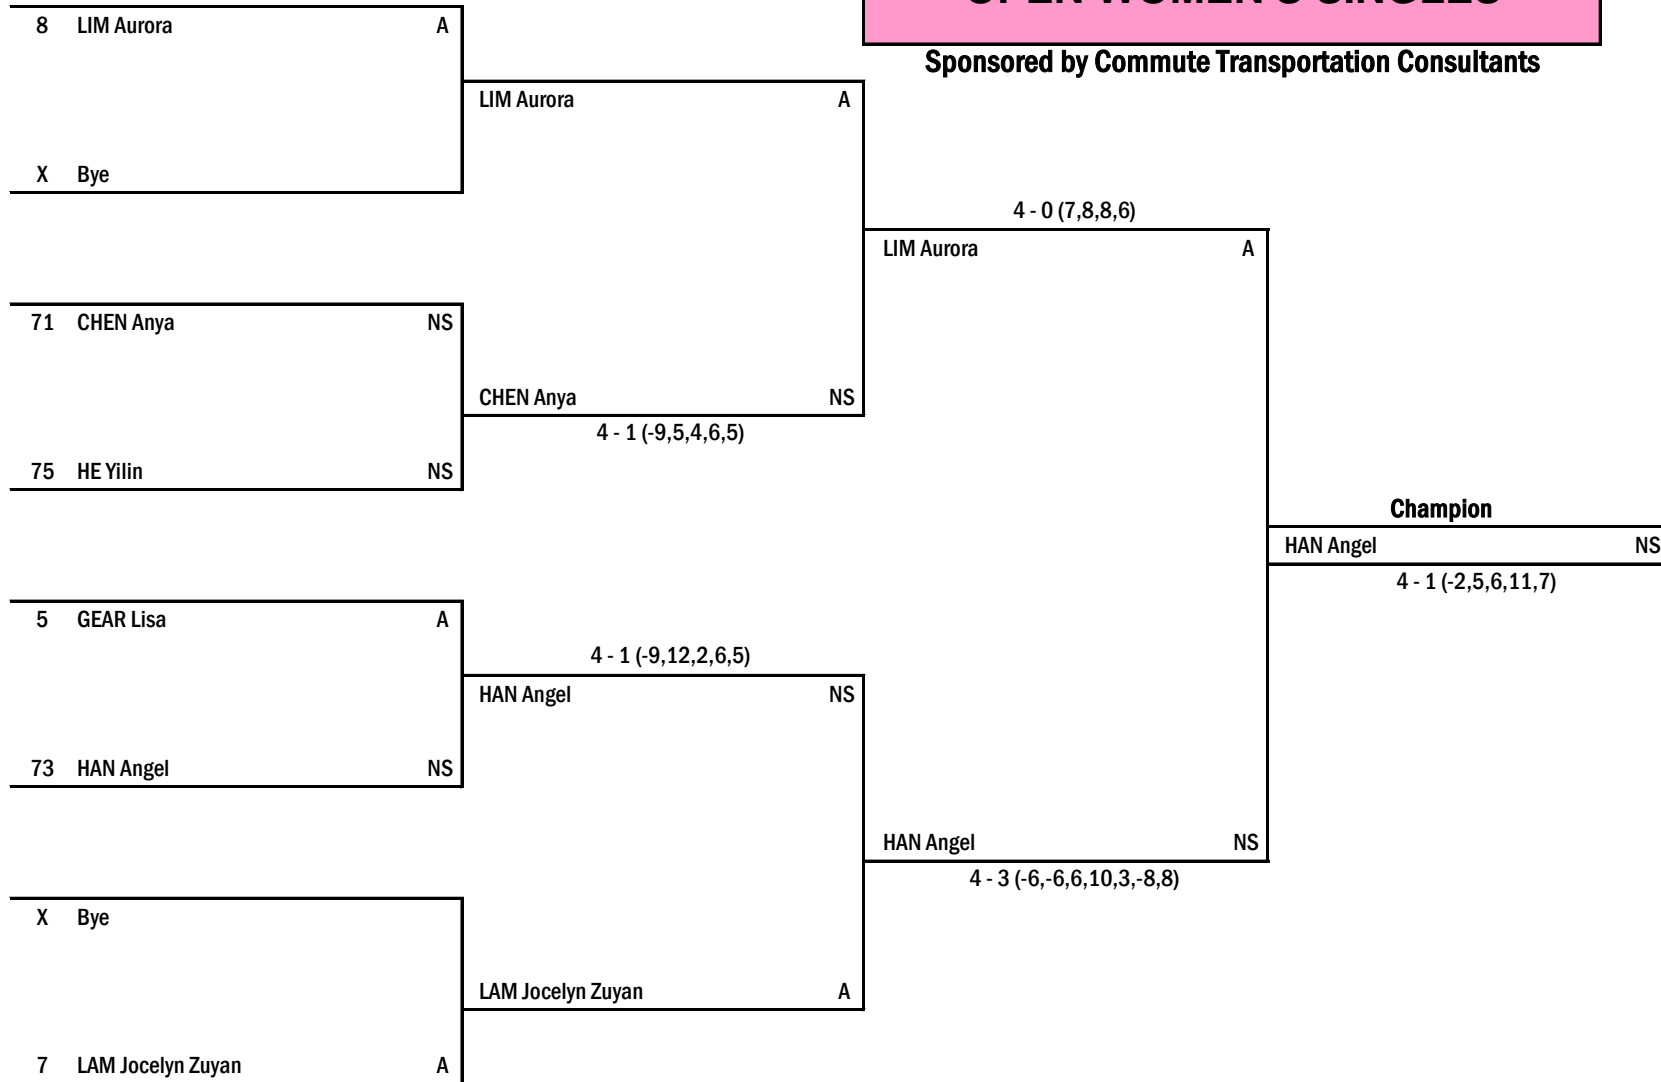 OPEN WOMEN'S SINGLES
Sponsored by Commute Transportation Consultants
8 LIM Aurora A
LIM Aurora A
X Bye
4 - 0 (7,8,8,6)
LIM Aurora A
71 CHEN Anya NS
CHEN Anya NS
4 - 1 (-9,5,4,6,5)
75 HE Yilin NS
Champion
HAN Angel NS
4 - 1 (-2,5,6,11,7)
5 GEAR Lisa A
4 - 1 (-9,12,2,6,5)
HAN Angel NS
73 HAN Angel NS
HAN Angel NS
4 - 3 (-6,-6,6,10,3,-8,8)
X Bye
LAM Jocelyn Zuyan A
7 LAM Jocelyn Zuyan A